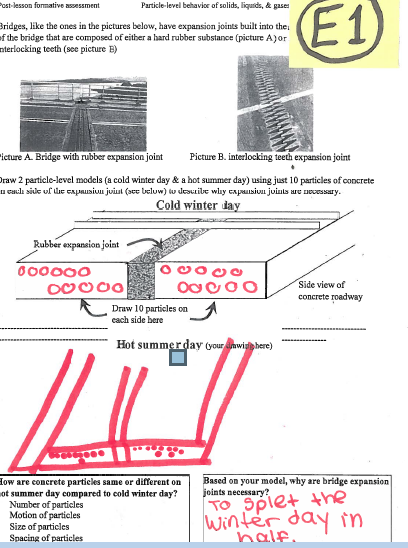 Post-lesson formative assessment Particle-level behavior of solids, liquids, & gases
E1
Bridges, like the ones in the pictures below, have expansion joints built into the
of the bridge that are composed of either a hard rubber substance (picture A) or
interlocking teeth (see picture B)
Picture A. Bridge with rubber expansion joint Picture B. interlocking teeth expansion joint
Draw 2 particle-level models (a cold winter day & a hot summer day) using just 10 particles of concrete
on each side of the expansion joint (see below) to describe why expansion joints are necessary.
Cold winter day
Rubber expansion joint
Side view of
concrete roadway
Draw 10 particles on
each side here
Hot summer day (your drawing here)
How are concrete particles same or different on
hot summer day compared to cold winter day?
Number of particles
Motion of particles
Size of particles
Spacing of particles
Based on your model, why are bridge expansion
joints necessary?
To splet the
winter day in
half.